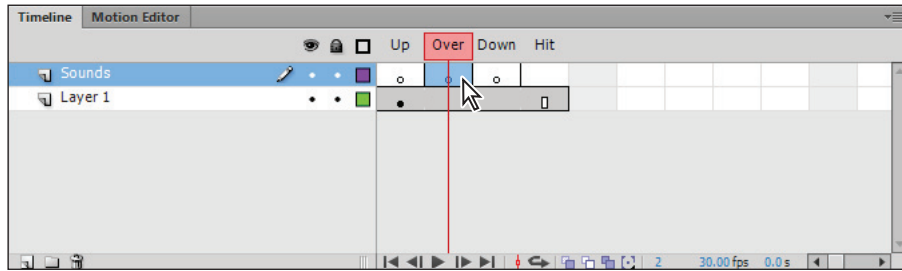 Timeline Motion Editor
Up Over Down Hit
Sounds
Layer 1
2 30.00 fps 0.0 s